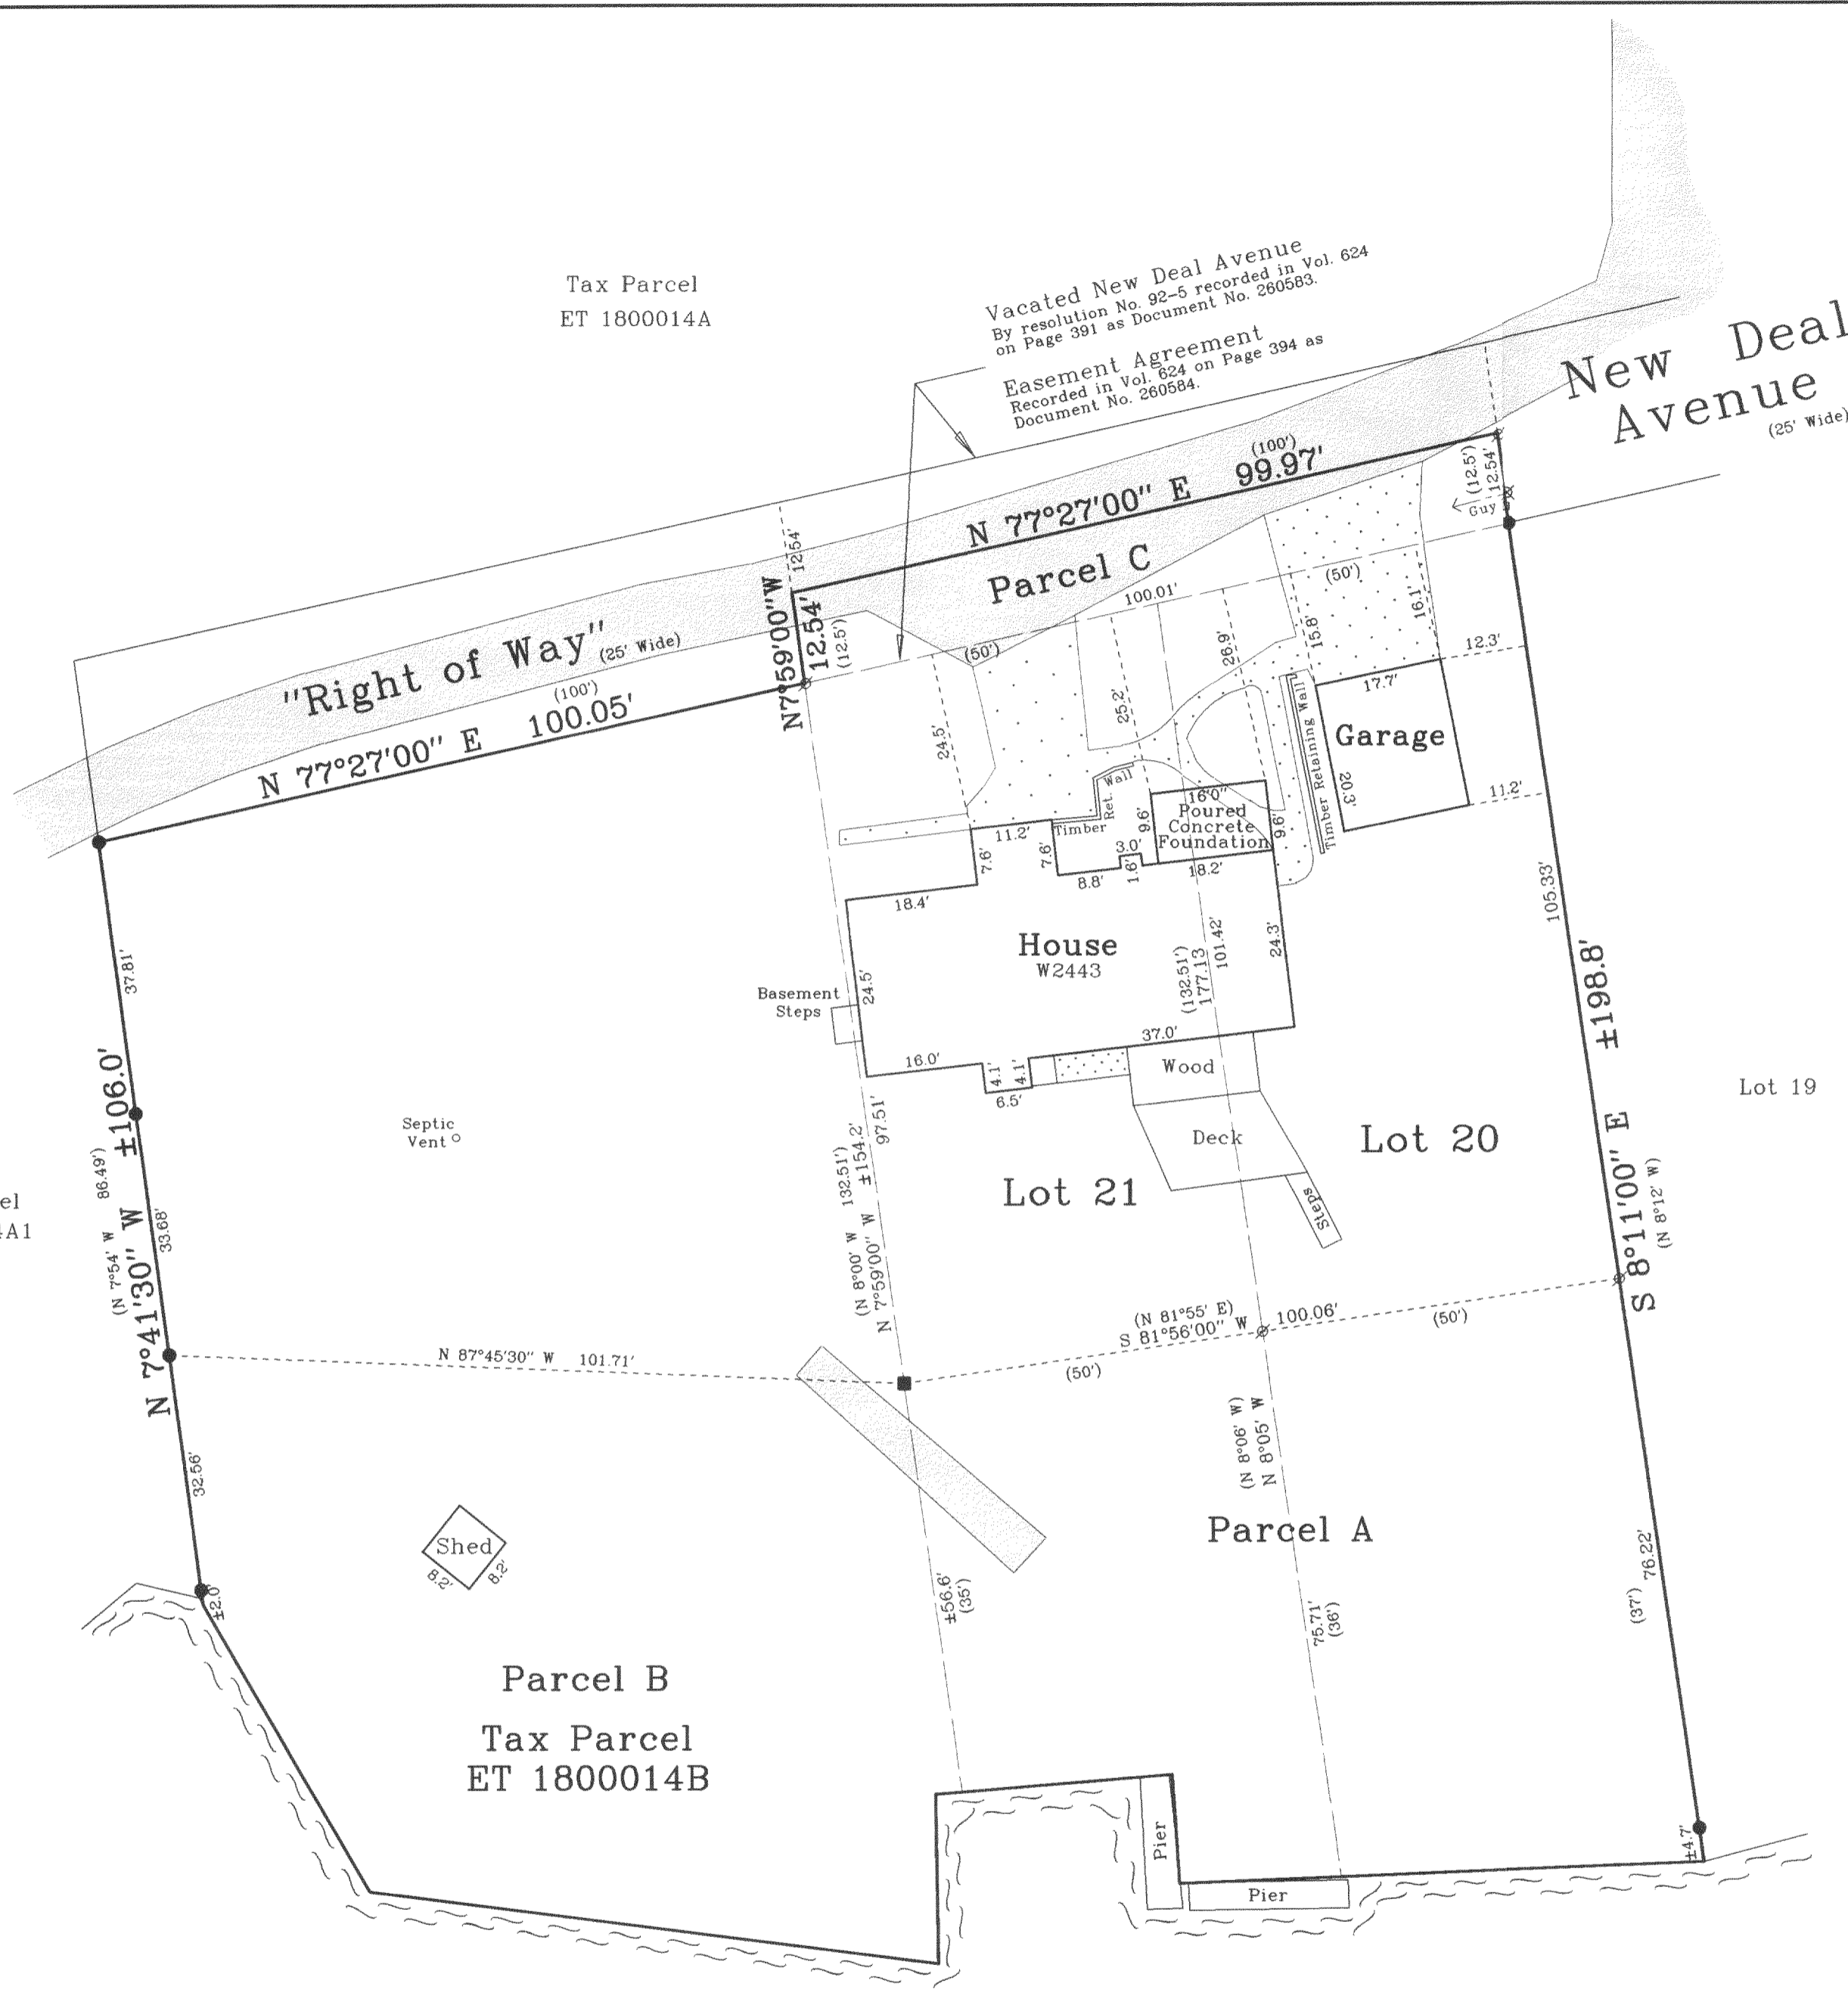 Tax Parcel
ET 1800014A
Vacated New Deal Avenue
By resolution No. 92-5 recorded in Vol. 624
on Page 391 as Document No. 260583.
Easement Agreement
Recorded in Vol. 624 on Page 394 as
Document No. 260584.
New Deal
Avenue
(25' Wide)
(100')
N 77°27'00" E 99.97'
(12.5')
12.54'
Guy
12.54'
Parcel C
100.01'
(50')
(50')
"Right of Way" (25' Wide)
(100')
N 77°27'00" E 100.05'
N7°59'00"W
12.54'
(12.5')
24.5'
25.2'
26.9'
15.8'
16.1'
12.3'
17.7'
Garage
20.3'
11.2'
Timber Retaining Wall
Timber
Ret. Wall
16'0"
Poured
Concrete
Foundation
9.6'
9.6'
11.2'
7.6'
7.6'
8.8'
3.0'
1.6'
18.2'
18.4'
House
W2443
24.5'
24.3'
(132.51')
177.13
101.42'
Basement
Steps
16.0'
4.1'
4.1'
6.5'
37.0'
Wood
Deck
Steps
105.33'
±198.8'
S 8°11'00" E
(N 8°12' W)
Lot 19
Lot 20
Lot 21
37.81'
±106.0'
N 7°41'30" W
(N 7°54' W 86.49')
33.68'
el
4A1
Septic
Vent
(N 8°00' W 132.51')
N 7°59'00" W ±154.2'
97.51'
(N 81°55' E)
S 81°56'00" W 100.06'
(50')
(50')
N 87°45'30" W 101.71'
(N 8°06' W)
N 8°05' W
32.56'
Shed
8.2'
8.2'
±2.0'
±56.6'
(35')
Parcel A
75.71'
(36')
76.22'
(37')
Parcel B
Tax Parcel
ET 1800014B
Pier
Pier
±4.7'